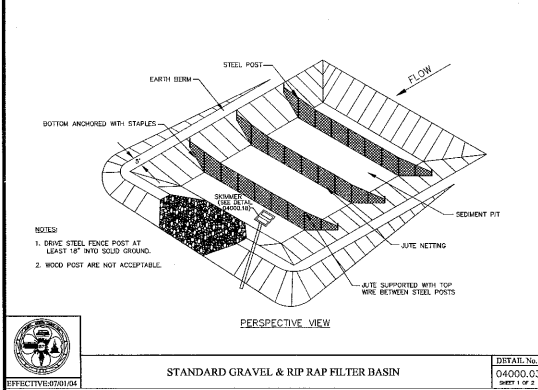 STEEL POST
FLOW
EARTH BERM
BOTTOM ANCHORED WITH STAPLES
SKIMMER
(SEE DETAIL
04000.18)
SEDIMENT PIT
NOTES:
1. DRIVE STEEL FENCE POST AT
LEAST 18" INTO SOLID GROUND.
2. WOOD POST ARE NOT ACCEPTABLE.
JUTE NETTING
JUTE SUPPORTED WITH TOP
WIRE BETWEEN STEEL POSTS
PERSPECTIVE VIEW
STANDARD GRAVEL & RIP RAP FILTER BASIN
DETAIL No.
04000.03
SHEET 1 OF 2
EFFECTIVE:07/01/04